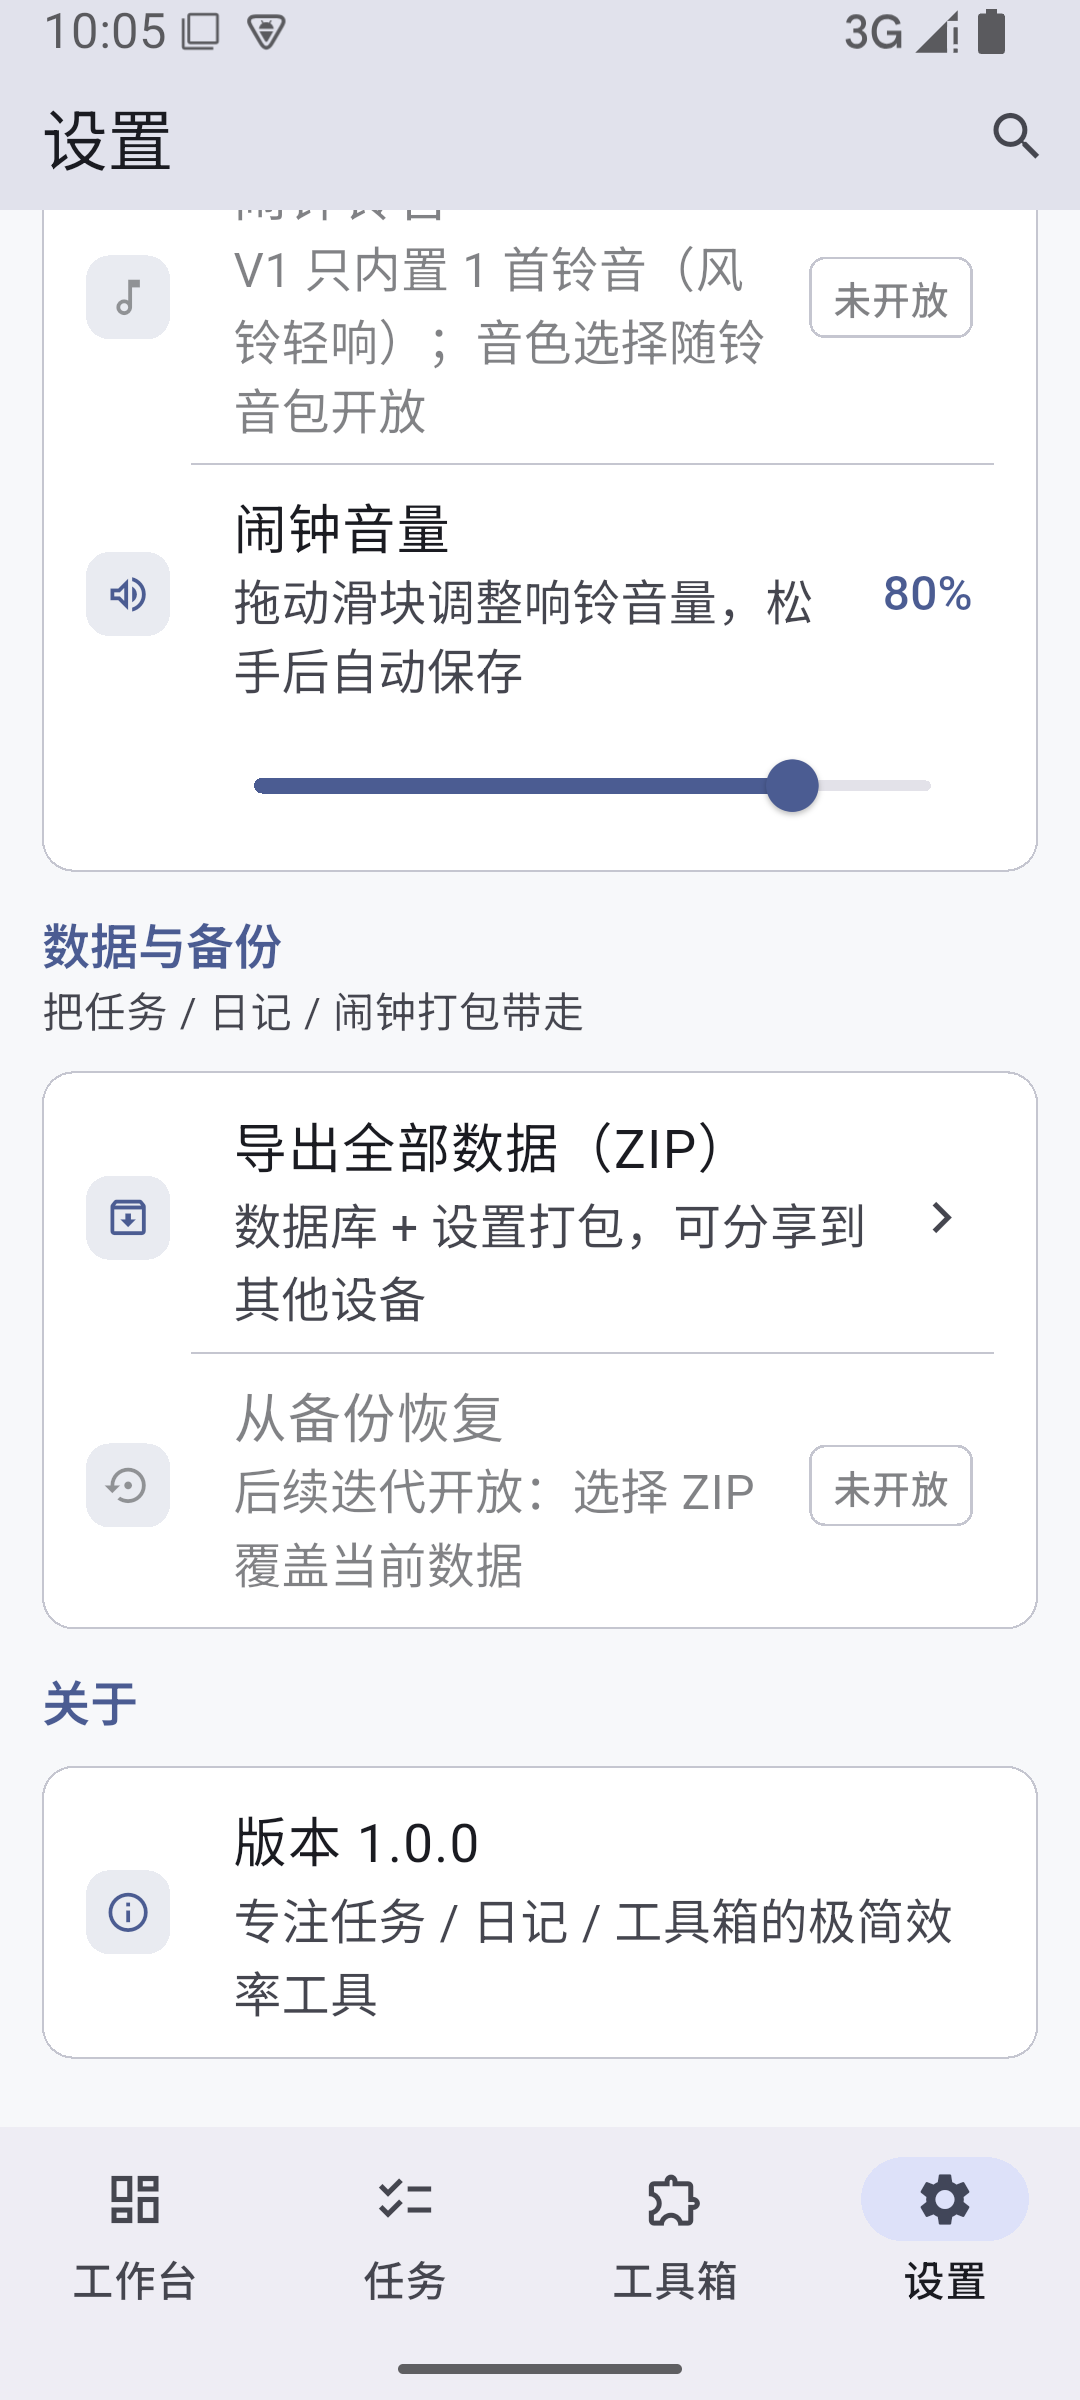 10:05
3G
设置
V1 只内置 1 首铃音（风
铃轻响）；音色选择随铃
音包开放
未开放
闹钟音量
拖动滑块调整响铃音量，松
手后自动保存
80%
数据与备份
把任务 / 日记 / 闹钟打包带走
导出全部数据（ZIP）
数据库 + 设置打包，可分享到
其他设备
从备份恢复
后续迭代开放：选择 ZIP
覆盖当前数据
未开放
关于
版本 1.0.0
专注任务 / 日记 / 工具箱的极简效
率工具
工作台
任务
工具箱
设置